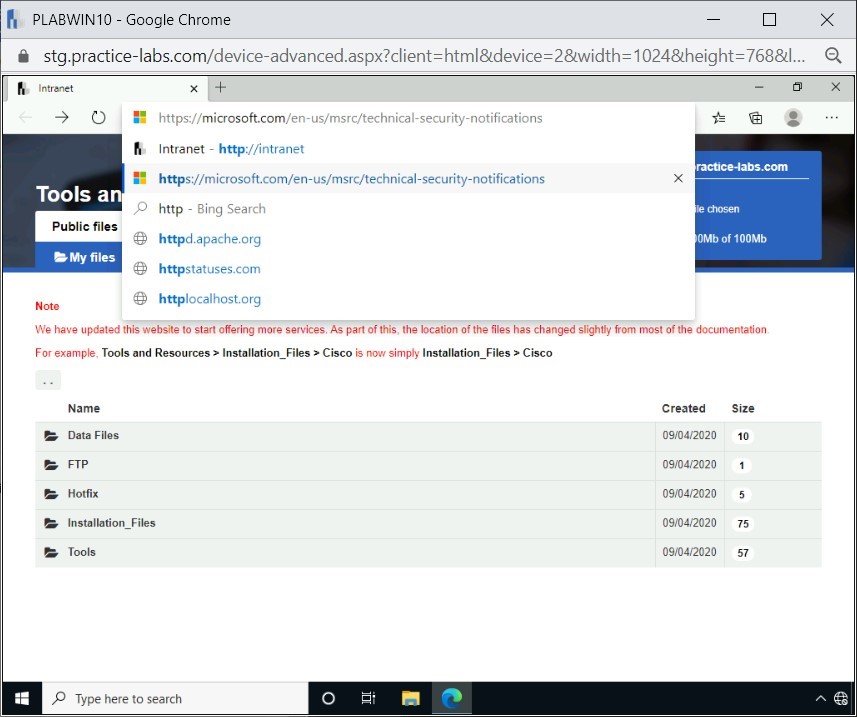 PLABWIN10 - Google Chrome
stg.practice-labs.com/device-advanced.aspx?client=html&device=2&width=1024&height=768&l...
Intranet
https://microsoft.com/en-us/msrc/technical-security-notifications
Intranet - http://intranet
https://microsoft.com/en-us/msrc/technical-security-notifications
http - Bing Search
httpd.apache.org
httpstatuses.com
httplocalhost.org
Tools an
ractice-labs.com
Public files
ile chosen
My files
00Mb of 100Mb
Note
We have updated this website to start offering more services. As part of this, the location of the files has changed slightly from most of the documentation.
For example, Tools and Resources > Installation_Files > Cisco is now simply Installation_Files > Cisco
. .
Name Created Size
Data Files 09/04/2020 10
FTP 09/04/2020 1
Hotfix 09/04/2020 5
Installation_Files 09/04/2020 75
Tools 09/04/2020 57
Type here to search